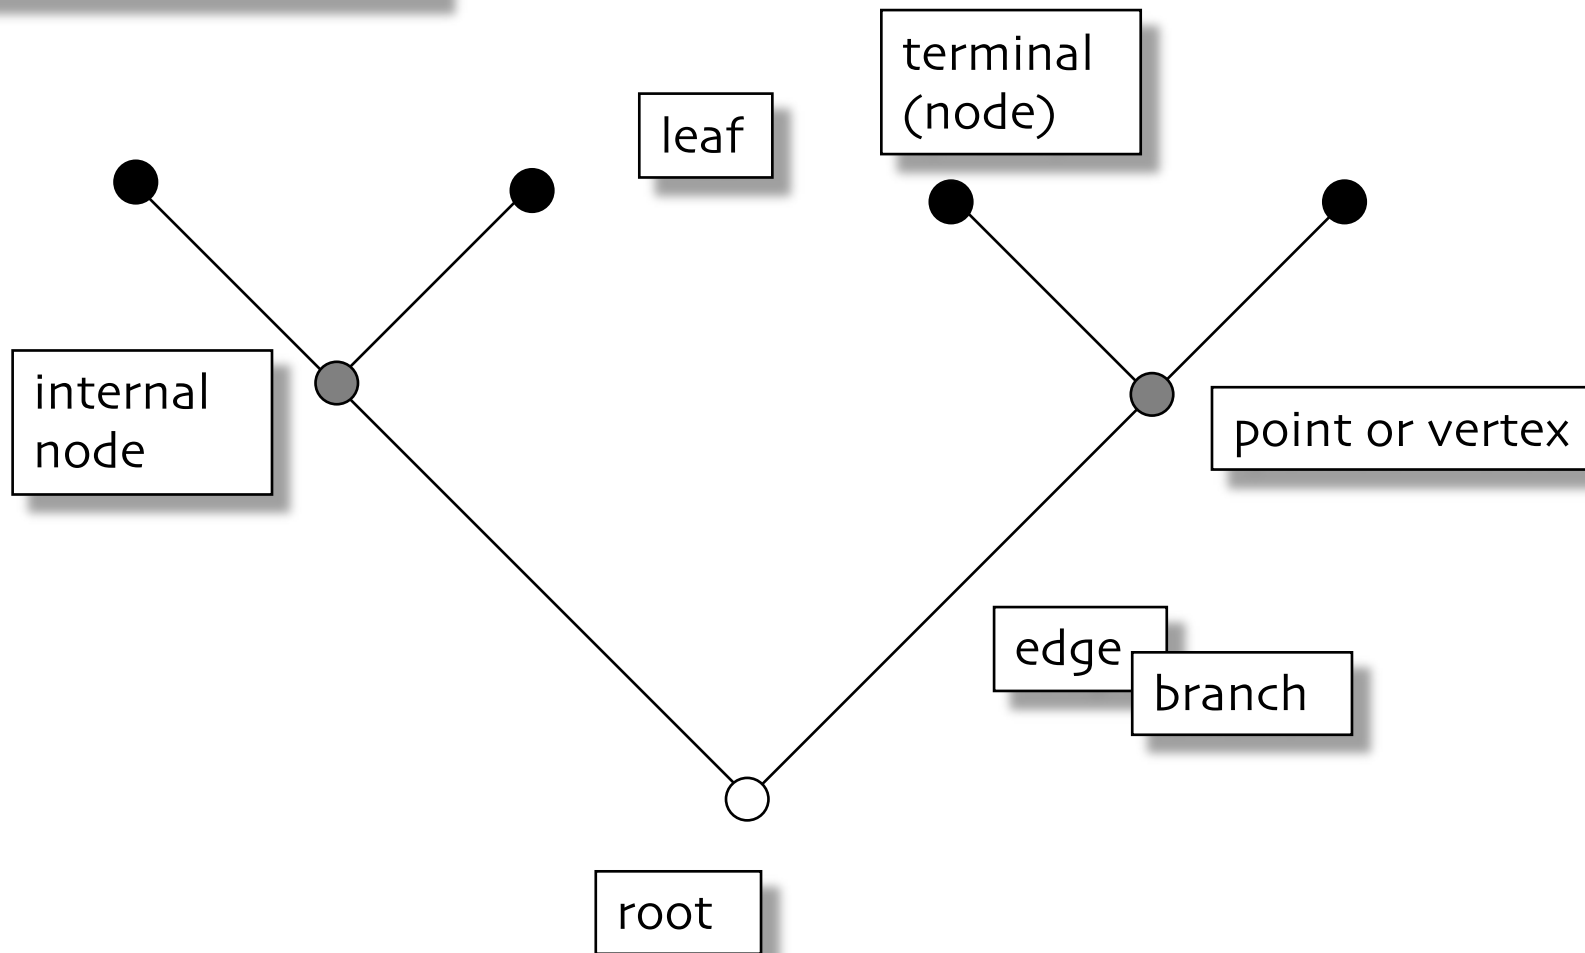 terminal
(node)
leaf
internal
node
point or vertex
edge
branch
root